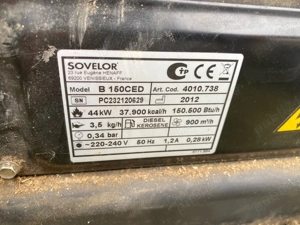 SOVELOR
23 rue Eugène HENAFF
69200 VENISSIEUX - France
Model B 150CED Art. Cod. 4010.738
SN PC232120629 2012
44kW 37.900 kcal/h 150.500 Btu/h
3,5 kg/h DIESEL KEROSENE 900 m³/h
0,34 bar
~220-240 V 50 Hz 1,2A 0,28 kW